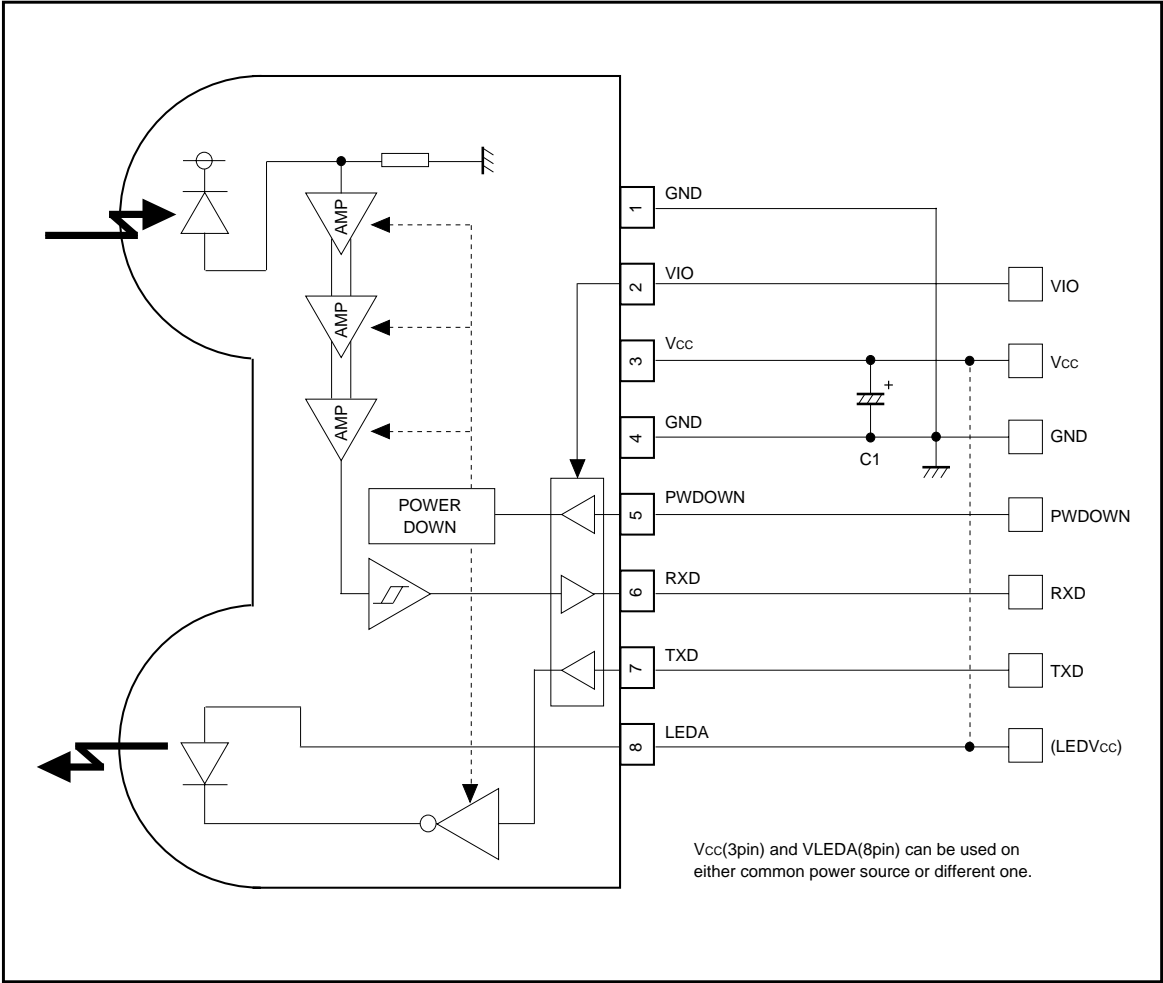 AMP
AMP
AMP
POWER
DOWN
1
GND
2
VIO
VIO
3
Vcc
Vcc
+
C1
4
GND
GND
5
PWDOWN
PWDOWN
6
RXD
RXD
7
TXD
TXD
8
LEDA
(LEDVcc)
Vcc(3pin) and VLEDA(8pin) can be used on
either common power source or different one.